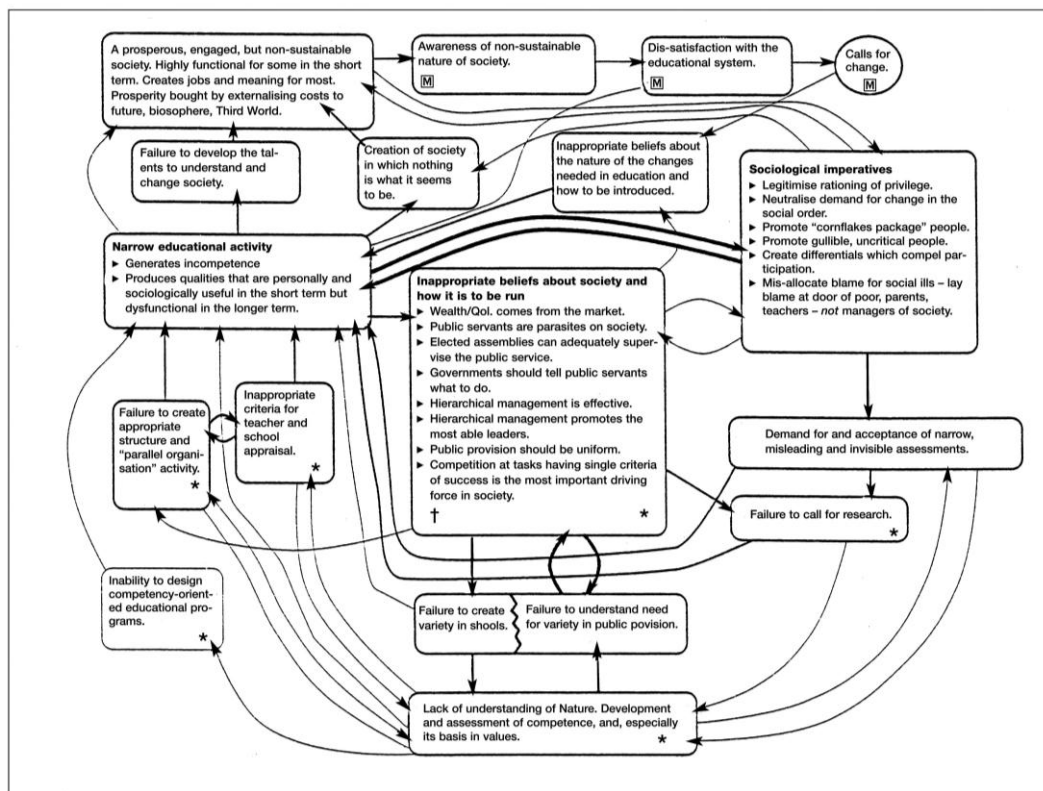 A prosperous, engaged, but non-sustainable
society. Highly functional for some in the short
term. Creates jobs and meaning for most.
Prosperity bought by externalising costs to
future, biosphere, Third World.
Awareness of non-sustainable
nature of society.
M
Dis-satisfaction with the
educational system.
M
Calls for
change.
M
Failure to develop the tal-
ents to understand and
change society.
Creation of society
in which nothing
is what it seems
to be.
Inappropriate beliefs about
the nature of the changes
needed in education and
how to be introduced.
Sociological imperatives
► Legitimise rationing of privilege.
► Neutralise demand for change in the
social order.
► Promote “cornflakes package” people.
► Promote gullible, uncritical people.
► Create differentials which compel par-
ticipation.
► Mis-allocate blame for social ills – lay
blame at door of poor, parents,
teachers – not managers of society.
Narrow educational activity
► Generates incompetence
► Produces qualities that are personally and
sociologically useful in the short term but
dysfunctional in the longer term.
Inappropriate beliefs about society and
how it is to be run
► Wealth/Qol. comes from the market.
► Public servants are parasites on society.
► Elected assemblies can adequately super-
vise the public service.
► Governments should tell public servants
what to do.
► Hierarchical management is effective.
► Hierarchical management promotes the
most able leaders.
► Public provision should be uniform.
► Competition at tasks having single criteria
of success is the most important driving
force in society.
† *
Failure to create
appropriate
structure and
“parallel organ-
isation” activity.
*
Inappropriate
criteria for
teacher and
school
appraisal.
*
Demand for and acceptance of narrow,
misleading and invisible assessments.
Failure to call for research.
*
Inability to design
competency-orient-
ed educational pro-
grams.
*
Failure to create
variety in shools.
Failure to understand need
for variety in public povision.
Lack of understanding of Nature. Development
and assessment of competence, and, especially
its basis in values.
*